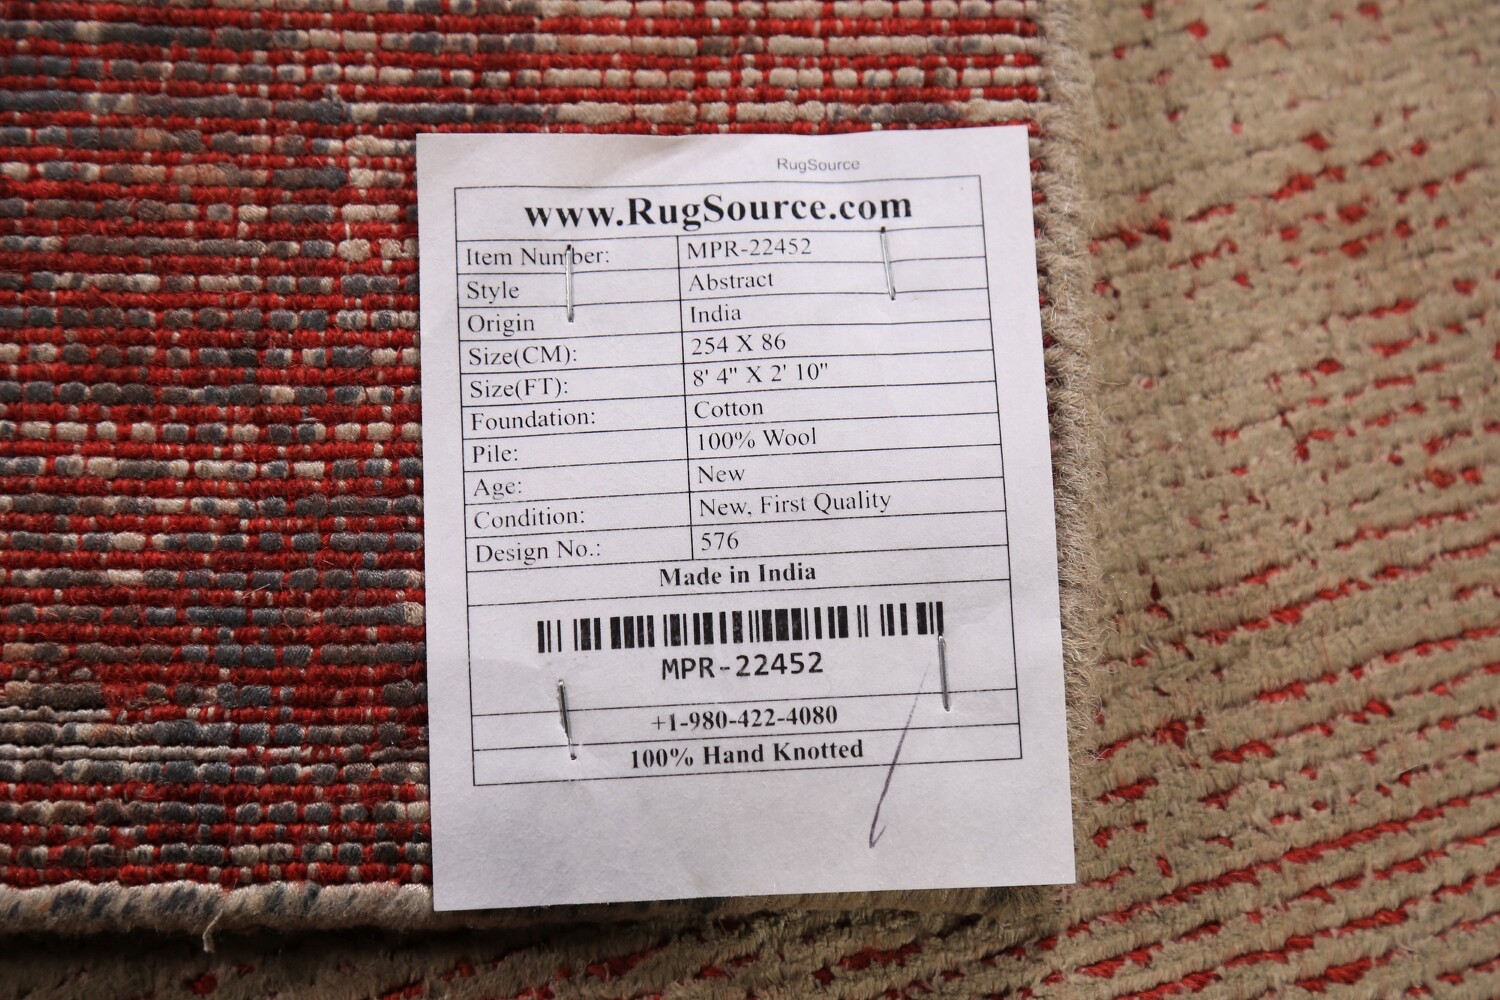 RugSource
www.RugSource.com
Item Number: MPR-22452
Style Abstract
Origin India
Size(CM): 254 X 86
Size(FT): 8' 4" X 2' 10"
Foundation: Cotton
Pile: 100% Wool
Age: New
Condition: New, First Quality
Design No.: 576
Made in India
MPR-22452
+1-980-422-4080
100% Hand Knotted